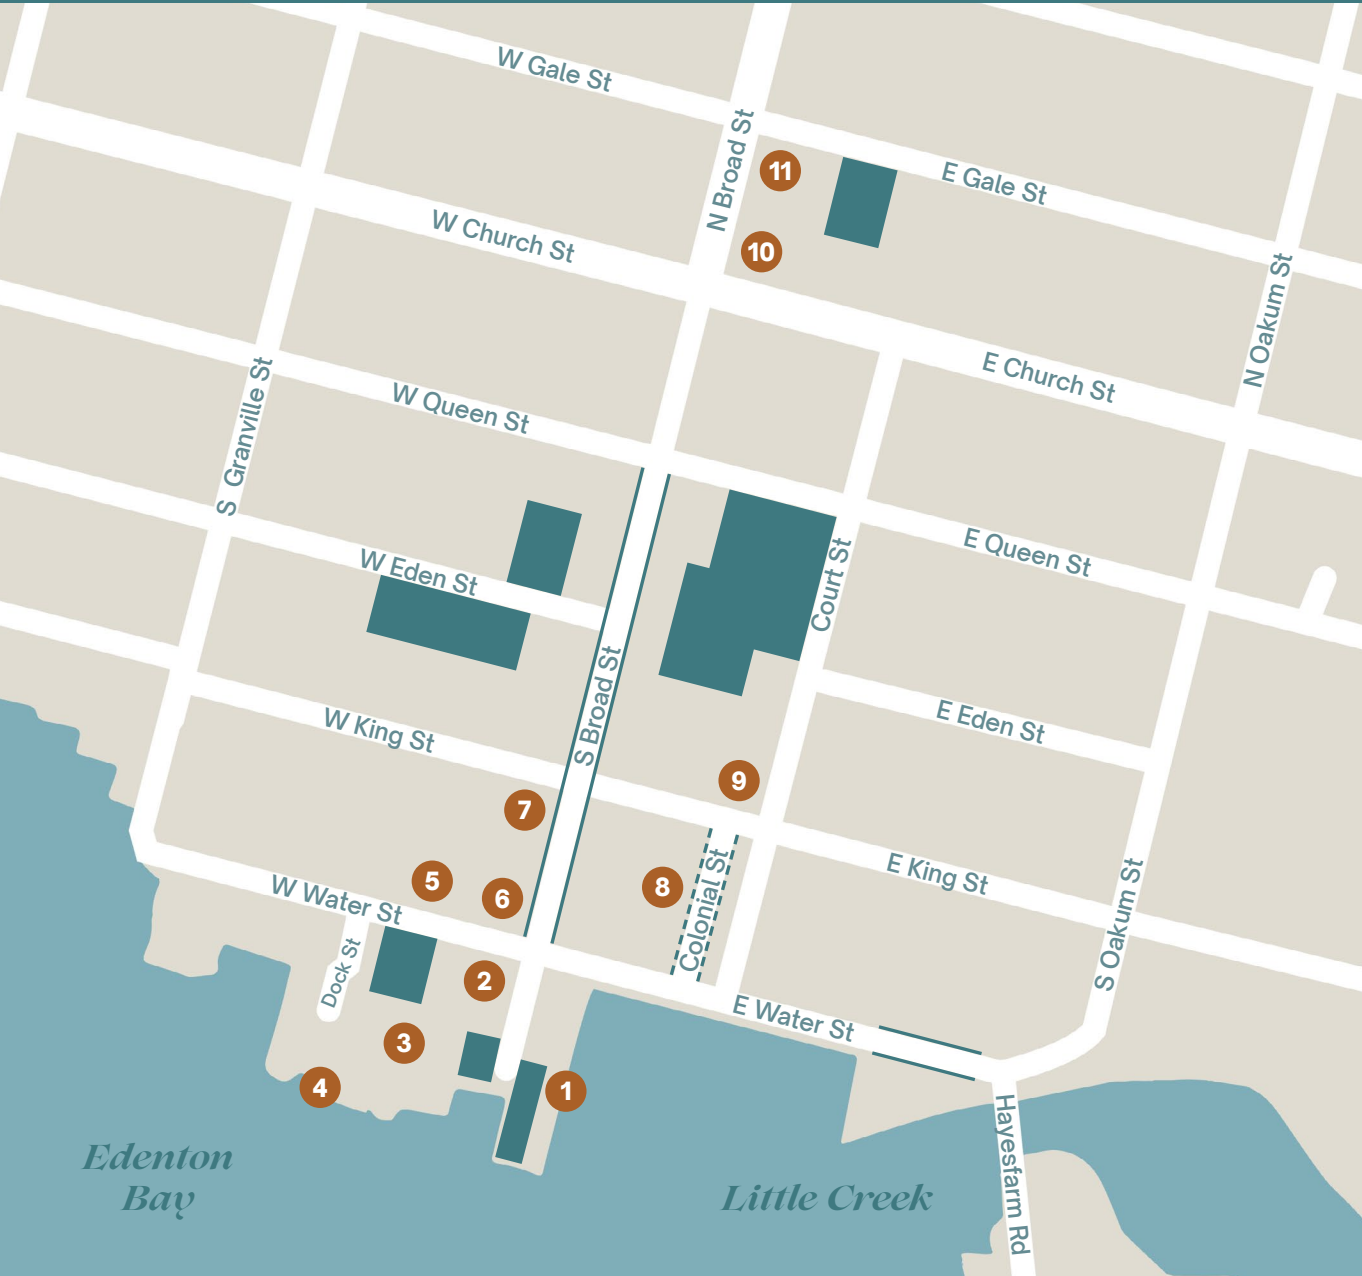 W Gale St
N Broad St
11
E Gale St
W Church St
10
N Oakum St
E Church St
S Granville St
W Queen St
E Queen St
W Eden St
Court St
S Broad St
E Eden St
W King St
9
7
5
6
8
Colonial St
E King St
W Water St
S Oakum St
Dock St
2
E Water St
3
4
1
Hayesfarm Rd
Edenton
Bay
Little Creek